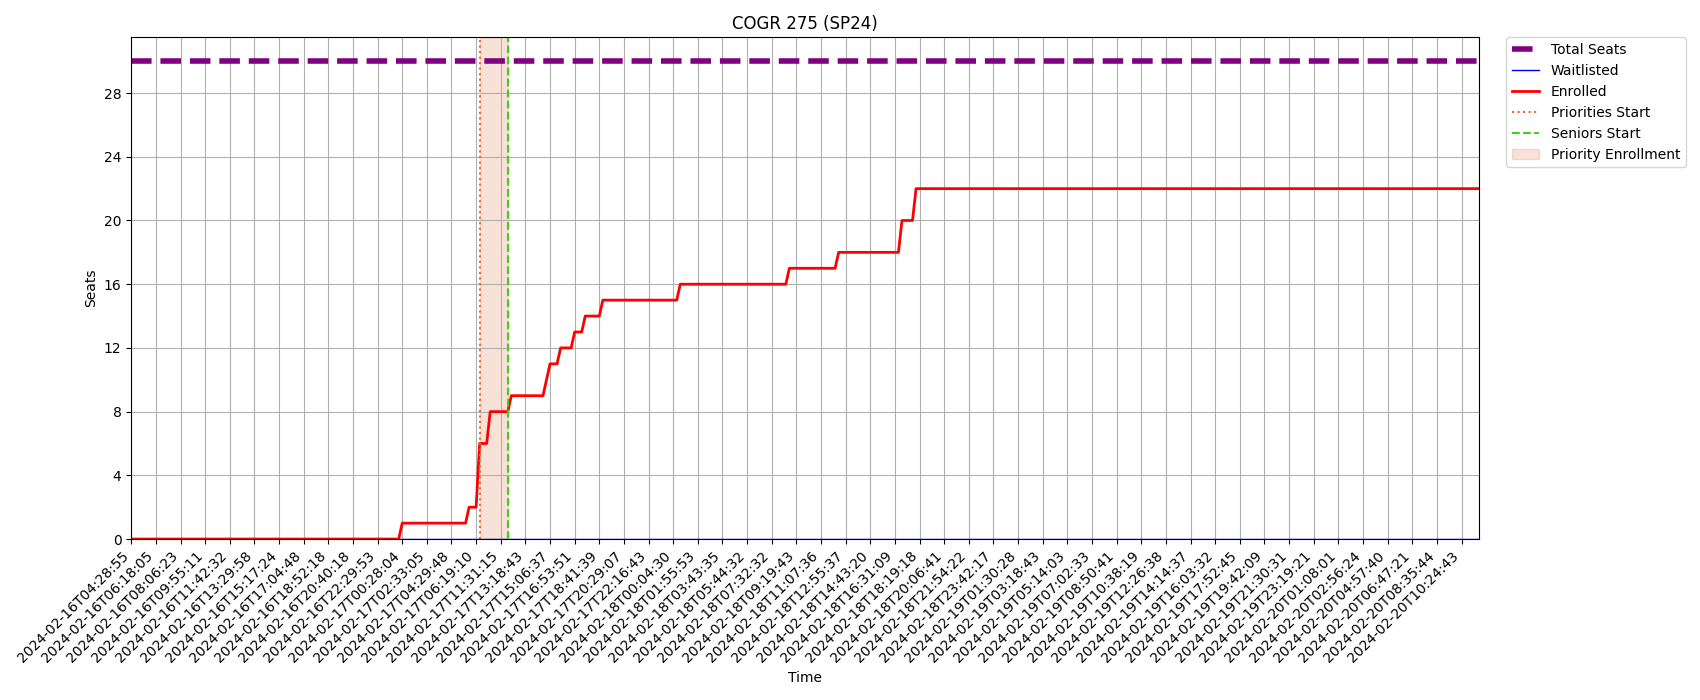 COGR 275 (SP24)
Total Seats
Waitlisted
Enrolled
Priorities Start
Seniors Start
Priority Enrollment
Seats
28
24
20
16
12
8
4
0
2024-02-16T04:28:55
2024-02-16T06:18:05
2024-02-16T08:06:23
2024-02-16T09:55:11
2024-02-16T11:42:32
2024-02-16T13:29:58
2024-02-16T15:17:24
2024-02-16T17:04:48
2024-02-16T18:52:18
2024-02-16T20:40:18
2024-02-16T22:29:53
2024-02-17T00:28:04
2024-02-17T02:33:05
2024-02-17T04:29:48
2024-02-17T06:19:10
2024-02-17T11:31:15
2024-02-17T13:18:43
2024-02-17T15:06:37
2024-02-17T16:53:51
2024-02-17T18:41:39
2024-02-17T20:29:07
2024-02-17T22:16:43
2024-02-18T00:04:30
2024-02-18T01:55:53
2024-02-18T03:43:35
2024-02-18T05:44:32
2024-02-18T07:32:32
2024-02-18T09:19:43
2024-02-18T11:07:36
2024-02-18T12:55:37
2024-02-18T14:43:20
2024-02-18T16:31:09
2024-02-18T18:19:18
2024-02-18T20:06:41
2024-02-18T21:54:22
2024-02-18T23:42:17
2024-02-19T01:30:28
2024-02-19T03:18:43
2024-02-19T05:14:03
2024-02-19T07:02:33
2024-02-19T08:50:41
2024-02-19T10:38:19
2024-02-19T12:26:38
2024-02-19T14:14:37
2024-02-19T16:03:32
2024-02-19T17:52:45
2024-02-19T19:42:09
2024-02-19T21:30:31
2024-02-19T23:19:21
2024-02-20T01:08:01
2024-02-20T02:56:24
2024-02-20T04:57:40
2024-02-20T06:47:21
2024-02-20T08:35:44
2024-02-20T10:24:43
Time